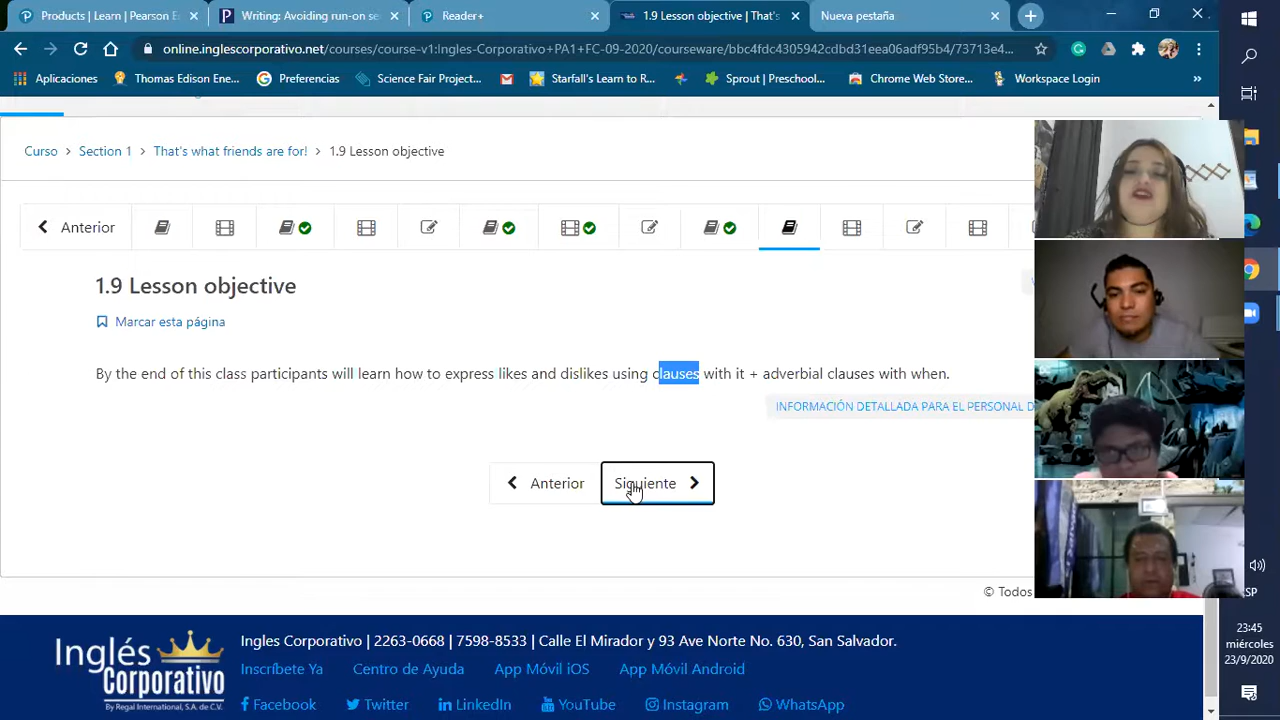 Products | Learn | Pearson E
Writing: Avoiding run-on se
Reader+
1.9 Lesson objective | That's
Nueva pestaña
online.inglescorporativo.net/courses/course-v1:Ingles-Corporativo+PA1+FC-09-2020/courseware/bbc4fdc4305942cdbd31eea06adf95b4/73713e4...
Aplicaciones
Thomas Edison Ene...
Preferencias
Science Fair Project...
Starfall's Learn to R...
Sprout | Preschool...
Chrome Web Store...
Workspace Login
»
Curso > Section 1 > That's what friends are for! > 1.9 Lesson objective
Anterior
1.9 Lesson objective
Marcar esta página
By the end of this class participants will learn how to express likes and dislikes using clauses with it + adverbial clauses with when.
INFORMACIÓN DETALLADA PARA EL PERSONAL D
Anterior
Siguiente
© Todos
Inglés Corporativo
By Regal International, S.A. de C.V.
Ingles Corporativo | 2263-0668 | 7598-8533 | Calle El Mirador y 93 Ave Norte No. 630, San Salvador.
Inscríbete Ya
Centro de Ayuda
App Móvil iOS
App Móvil Android
Facebook
Twitter
LinkedIn
YouTube
Instagram
WhatsApp
SP
23:45
miércoles
23/9/2020